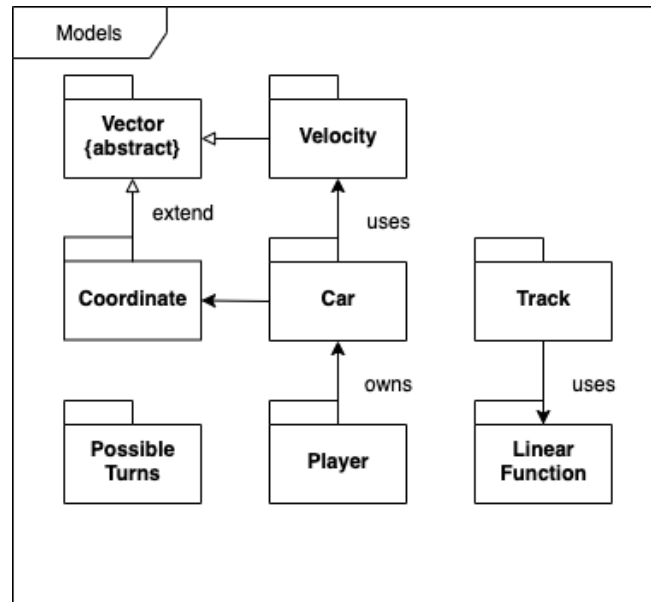 Models
Vector
{abstract}
Velocity
extend
uses
Coordinate
Car
Track
owns
uses
Possible
Turns
Player
Linear
Function